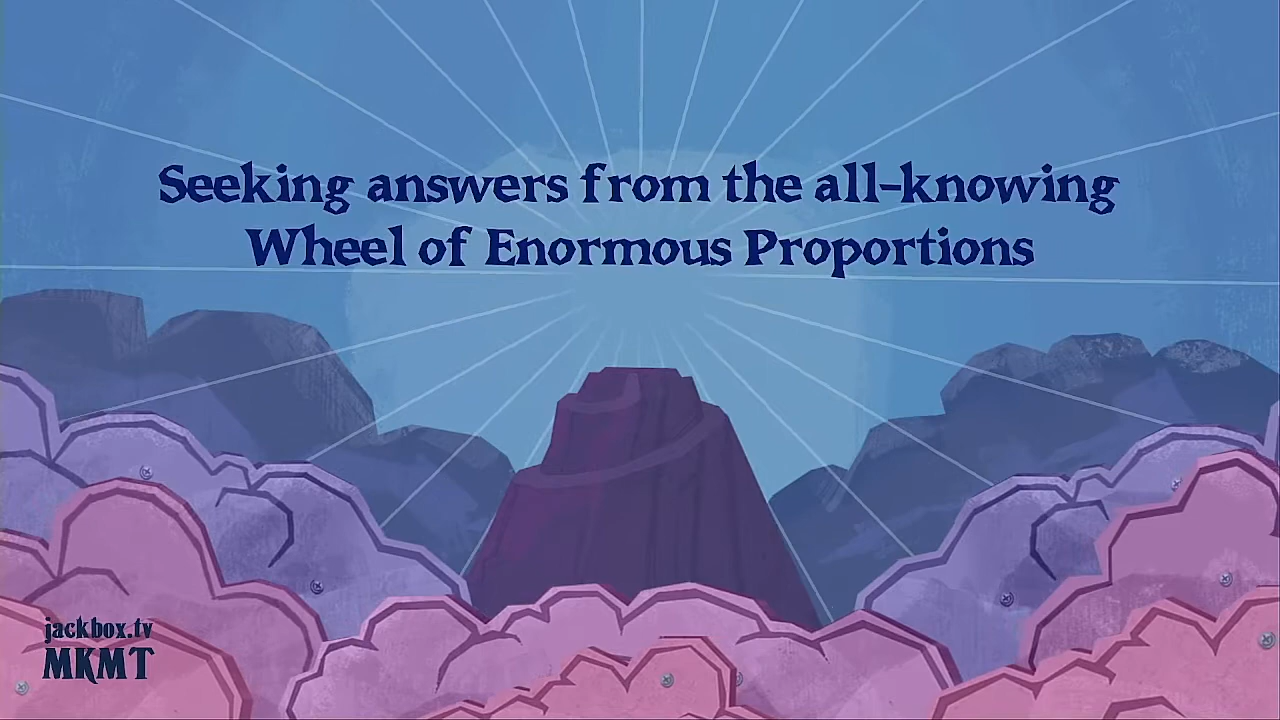 Seeking answers from the all-knowing
Wheel of Enormous Proportions
jackbox.tv
MKMT